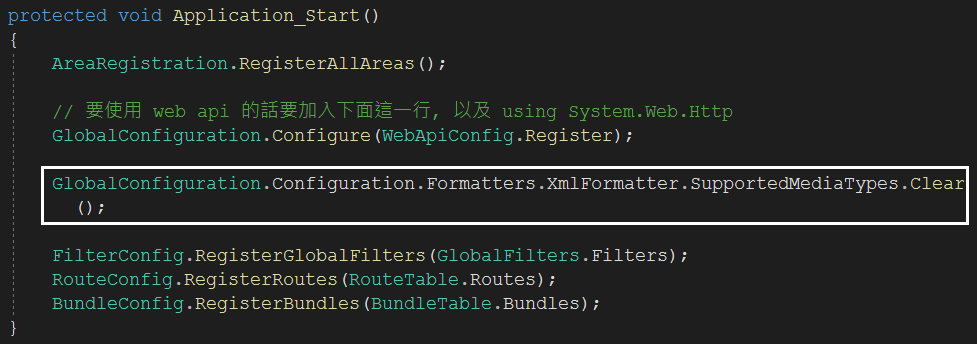 protected void Application_Start()
{
AreaRegistration.RegisterAllAreas();
// 要使用 web api 的話要加入下面這一行, 以及 using System.Web.Http
GlobalConfiguration.Configure(WebApiConfig.Register);
GlobalConfiguration.Configuration.Formatters.XmlFormatter.SupportedMediaTypes.Clear
();
FilterConfig.RegisterGlobalFilters(GlobalFilters.Filters);
RouteConfig.RegisterRoutes(RouteTable.Routes);
BundleConfig.RegisterBundles(BundleTable.Bundles);
}